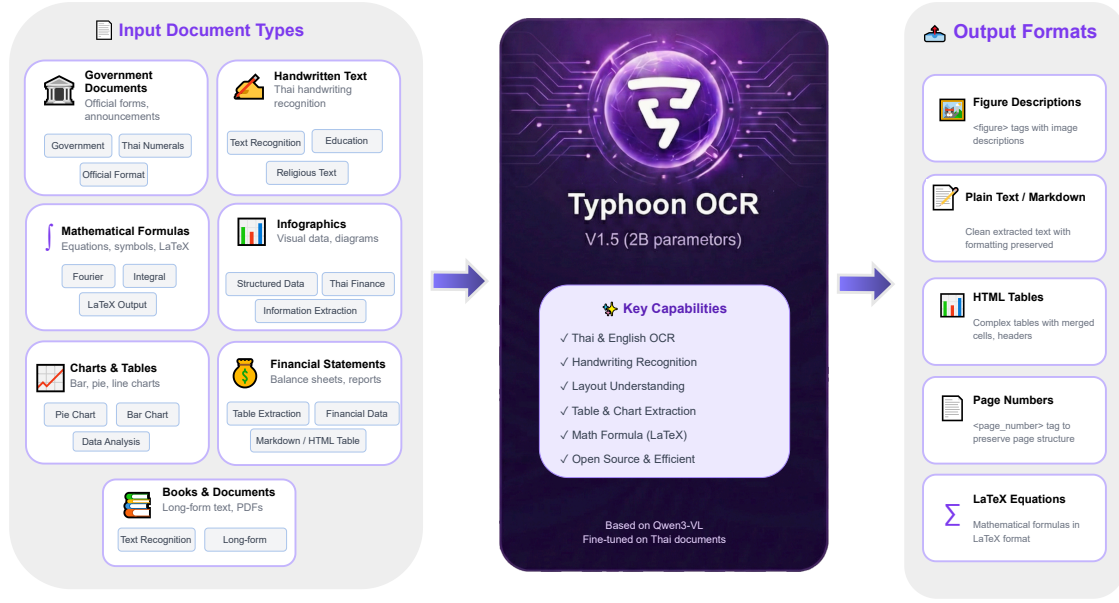 Input Document Types
Government
Documents
Official forms,
announcements
Government
Thai Numerals
Official Format
Handwritten Text
Thai handwriting
recognition
Text Recognition
Education
Religious Text
Mathematical Formulas
Equations, symbols, LaTeX
Fourier
Integral
LaTeX Output
Infographics
Visual data, diagrams
Structured Data
Thai Finance
Information Extraction
Charts & Tables
Bar, pie, line charts
Pie Chart
Bar Chart
Data Analysis
Financial Statements
Balance sheets, reports
Table Extraction
Financial Data
Markdown / HTML Table
Books & Documents
Long-form text, PDFs
Text Recognition
Long-form
Typhoon OCR
V1.5 (2B parametors)
Key Capabilities
✓ Thai & English OCR
✓ Handwriting Recognition
✓ Layout Understanding
✓ Table & Chart Extraction
✓ Math Formula (LaTeX)
✓ Open Source & Efficient
Based on Qwen3-VL
Fine-tuned on Thai documents
Output Formats
Figure Descriptions
<figure> tags with image
descriptions
Plain Text / Markdown
Clean extracted text with
formatting preserved
HTML Tables
Complex tables with merged
cells, headers
Page Numbers
<page_number> tag to
preserve page structure
LaTeX Equations
Mathematical formulas in
LaTeX format